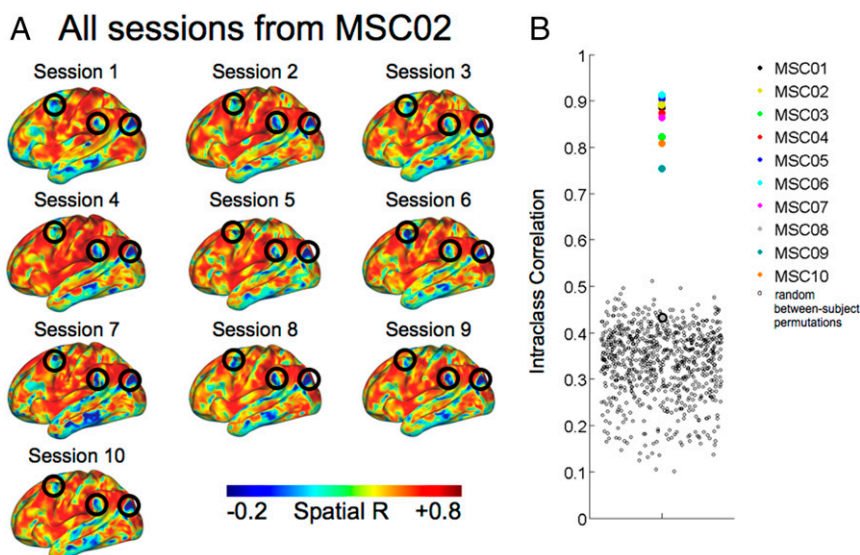 A All sessions from MSC02
Session 1
Session 2
Session 3
Session 4
Session 5
Session 6
Session 7
Session 8
Session 9
Session 10
-0.2 Spatial R +0.8
B
Intraclass Correlation
1
0.9
0.8
0.7
0.6
0.5
0.4
0.3
0.2
0.1
0
MSC01
MSC02
MSC03
MSC04
MSC05
MSC06
MSC07
MSC08
MSC09
MSC10
random
between-subject
permutations